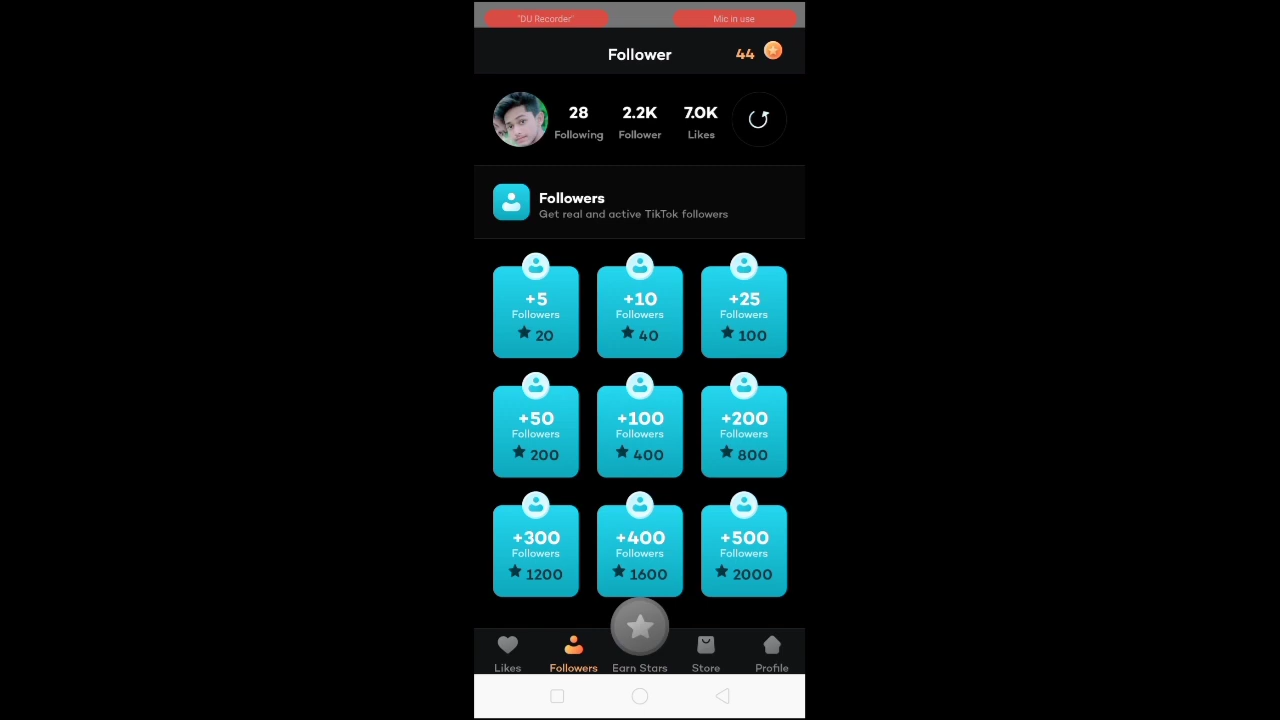 "DU Recorder" Mic in use
Follower 44
28 2.2K 7.0K
Following Follower Likes
Followers
Get real and active TikTok followers
+5 +10 +25
Followers Followers Followers
20 40 100
+50 +100 +200
Followers Followers Followers
200 400 800
+300 +400 +500
Followers Followers Followers
1200 1600 2000
Likes Followers Earn Stars Store Profile